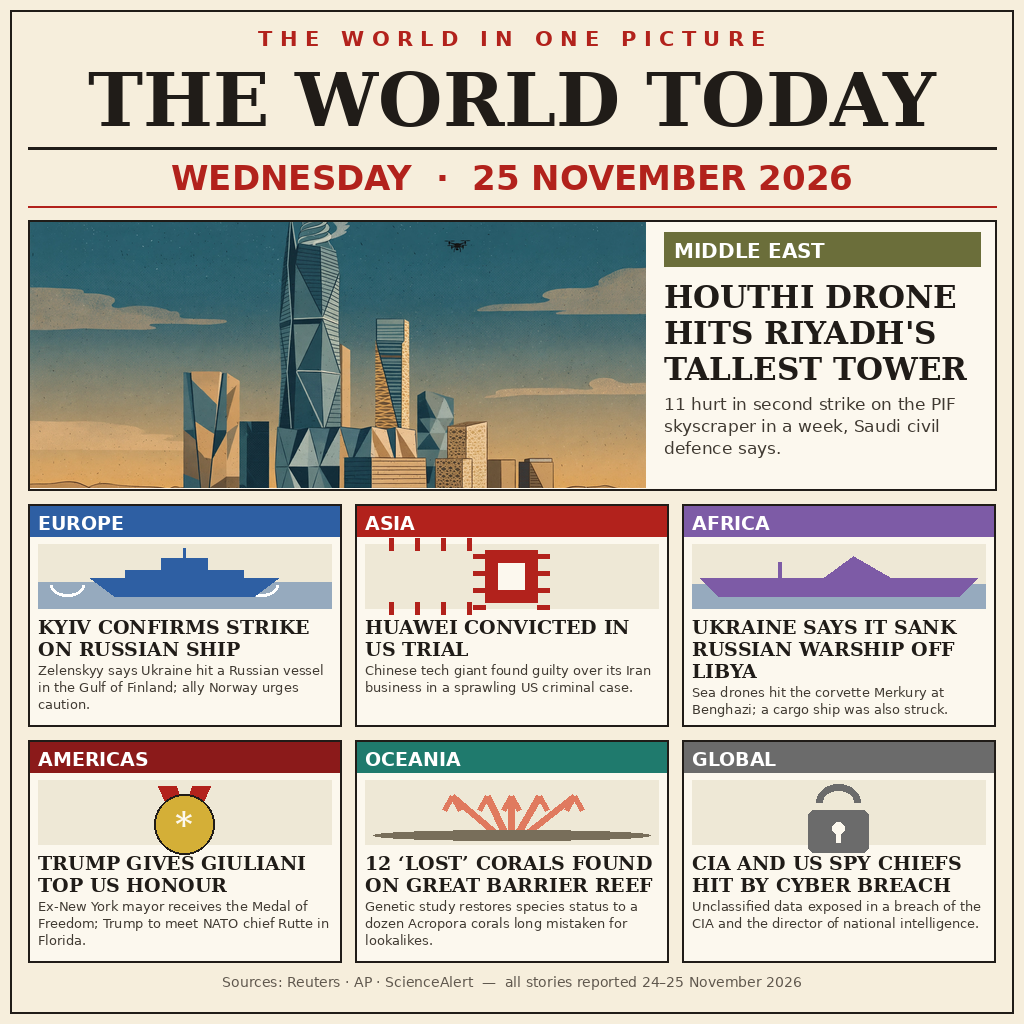 THE WORLD IN ONE PICTURE
THE WORLD TODAY
WEDNESDAY · 25 NOVEMBER 2026
MIDDLE EAST
HOUTHI DRONE
HITS RIYADH'S
TALLEST TOWER
11 hurt in second strike on the PIF
skyscraper in a week, Saudi civil
defence says.
EUROPE
KYIV CONFIRMS STRIKE
ON RUSSIAN SHIP
Zelenskyy says Ukraine hit a Russian vessel
in the Gulf of Finland; ally Norway urges
caution.
ASIA
HUAWEI CONVICTED IN
US TRIAL
Chinese tech giant found guilty over its Iran
business in a sprawling US criminal case.
AFRICA
UKRAINE SAYS IT SANK
RUSSIAN WARSHIP OFF
LIBYA
Sea drones hit the corvette Merkury at
Benghazi; a cargo ship was also struck.
AMERICAS
*
TRUMP GIVES GIULIANI
TOP US HONOUR
Ex-New York mayor receives the Medal of
Freedom; Trump to meet NATO chief Rutte in
Florida.
OCEANIA
12 ‘LOST’ CORALS FOUND
ON GREAT BARRIER REEF
Genetic study restores species status to a
dozen Acropora corals long mistaken for
lookalikes.
GLOBAL
CIA AND US SPY CHIEFS
HIT BY CYBER BREACH
Unclassified data exposed in a breach of the
CIA and the director of national intelligence.
Sources: Reuters · AP · ScienceAlert — all stories reported 24–25 November 2026